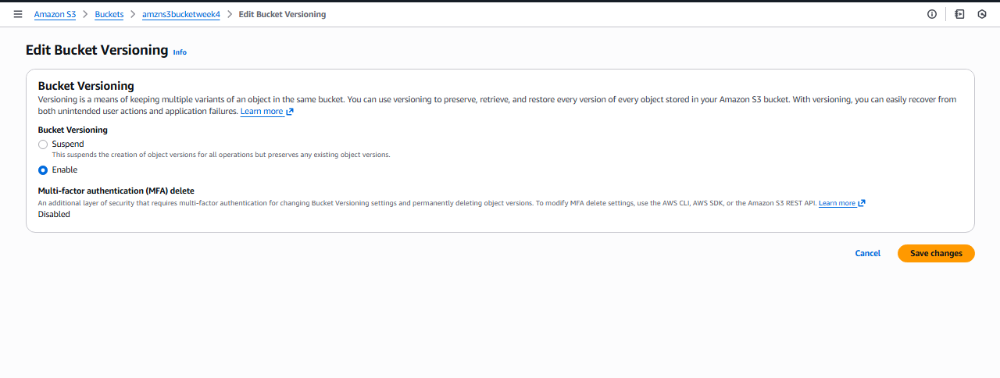 Amazon S3 > Buckets > amzns3bucketweek4 > Edit Bucket Versioning
Edit Bucket Versioning Info
Bucket Versioning
Versioning is a means of keeping multiple variants of an object in the same bucket. You can use versioning to preserve, retrieve, and restore every version of every object stored in your Amazon S3 bucket. With versioning, you can easily recover from
both unintended user actions and application failures. Learn more
Bucket Versioning
Suspend
This suspends the creation of object versions for all operations but preserves any existing object versions.
Enable
Multi-factor authentication (MFA) delete
An additional layer of security that requires multi-factor authentication for changing Bucket Versioning settings and permanently deleting object versions. To modify MFA delete settings, use the AWS CLI, AWS SDK, or the Amazon S3 REST API. Learn more
Disabled
Cancel Save changes